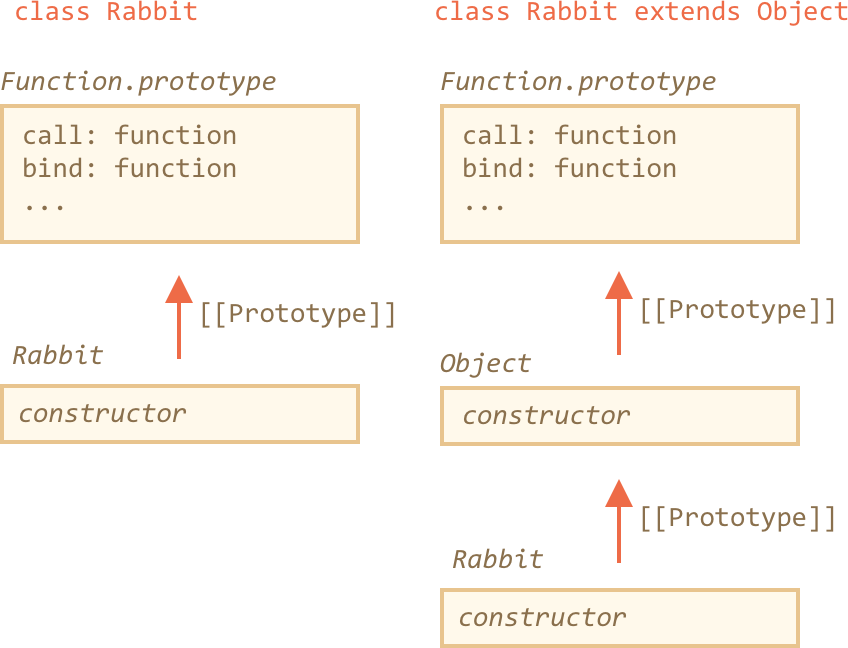 class Rabbit
Function.prototype
call: function
bind: function
...
[[Prototype]]
Rabbit
constructor
class Rabbit extends Object
Function.prototype
call: function
bind: function
...
[[Prototype]]
Object
constructor
[[Prototype]]
Rabbit
constructor